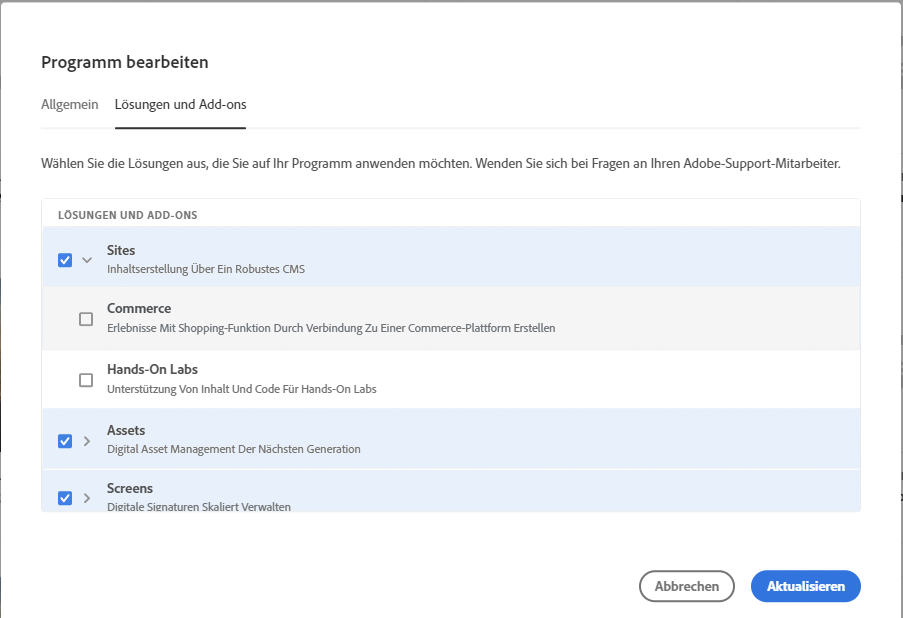 Programm bearbeiten
Allgemein Lösungen und Add-ons
Wählen Sie die Lösungen aus, die Sie auf Ihr Programm anwenden möchten. Wenden Sie sich bei Fragen an Ihren Adobe-Support-Mitarbeiter.
LÖSUNGEN UND ADD-ONS
Sites
Inhaltserstellung Über Ein Robustes CMS
Commerce
Erlebnisse Mit Shopping-Funktion Durch Verbindung Zu Einer Commerce-Plattform Erstellen
Hands-On Labs
Unterstützung Von Inhalt Und Code Für Hands-On Labs
Assets
Digital Asset Management Der Nächsten Generation
Screens
Digitale Signaturen Skaliert Verwalten
Abbrechen Aktualisieren